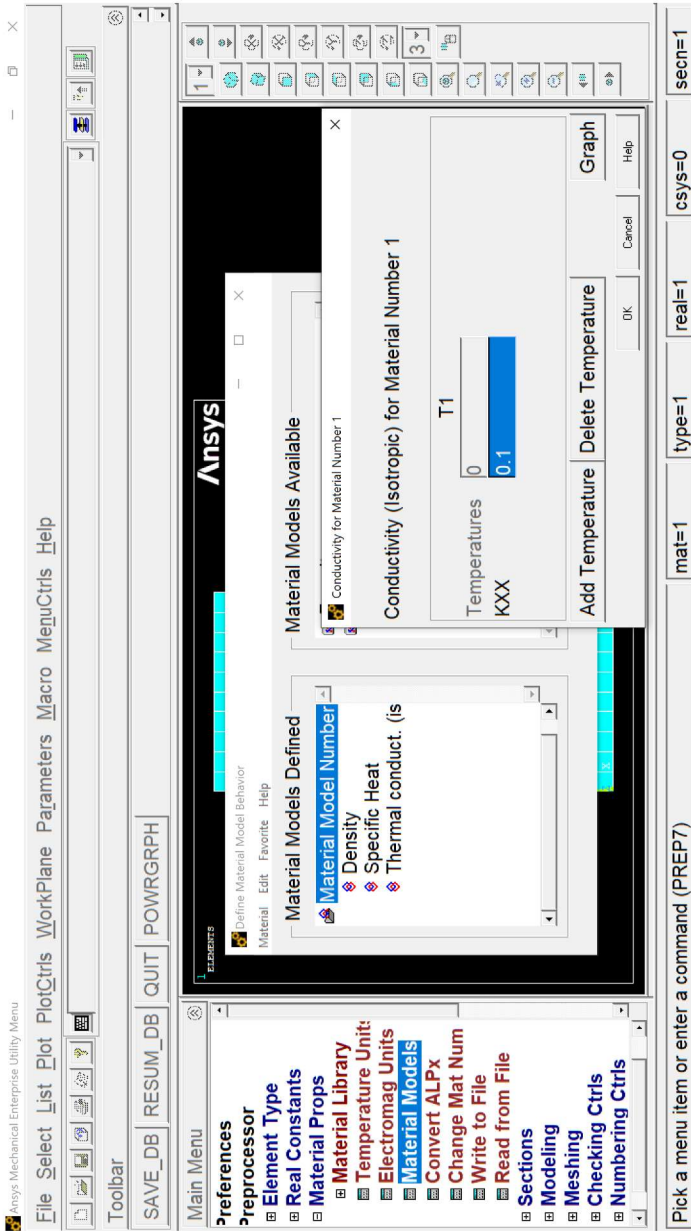 Ansys Mechanical Enterprise Utility Menu
File Select List Plot PlotCtrls WorkPlane Parameters Macro MenuCtrls Help
Toolbar
SAVE_DB RESUM_DB QUIT POWRGRPH
Main Menu
Preferences
Preprocessor
Element Type
Real Constants
Material Props
Material Library
Temperature Units
Electromag Units
Material Models
Convert ALPx
Change Mat Num
Write to File
Read from File
Sections
Modeling
Meshing
Checking Ctrls
Numbering Ctrls
1
ELEMENTS
Ansys
X
Define Material Model Behavior
Material Edit Favorite Help
Material Models Defined
Material Model Number
Density
Specific Heat
Thermal conduct. (is
Material Models Available
Conductivity for Material Number 1
Conductivity (Isotropic) for Material Number 1
T1
Temperatures 0
KXX 0.1
Add Temperature Delete Temperature Graph
OK Cancel Help
1
3
Pick a menu item or enter a command (PREP7) mat=1 type=1 real=1 csys=0 secn=1